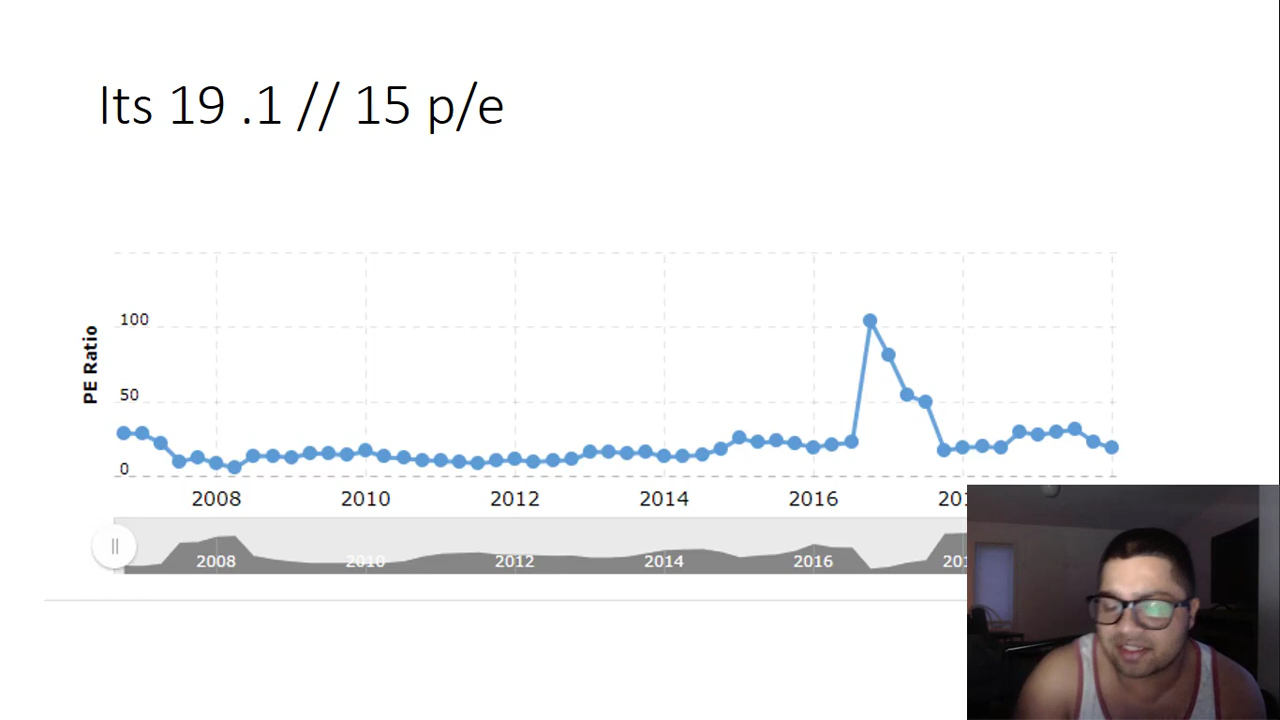 Its 19 .1 // 15 p/e
PE Ratio
100
50
0
2008 2010 2012 2014 2016
2008 2010 2012 2014 2016